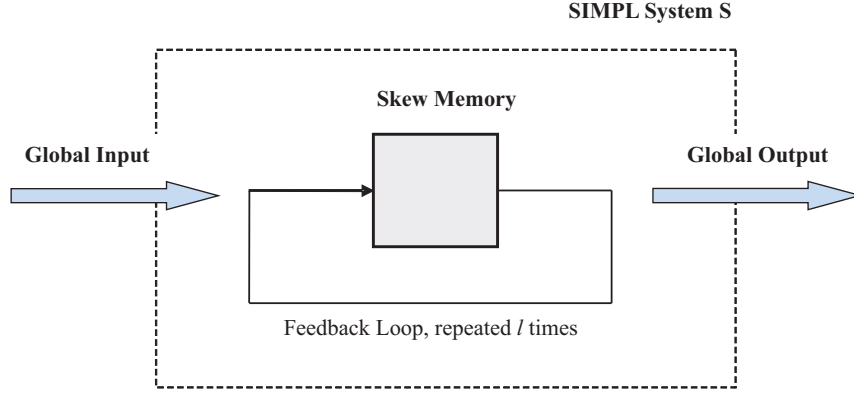 SIMPL System S
Skew Memory
Global Input
Global Output
Feedback Loop, repeated l times